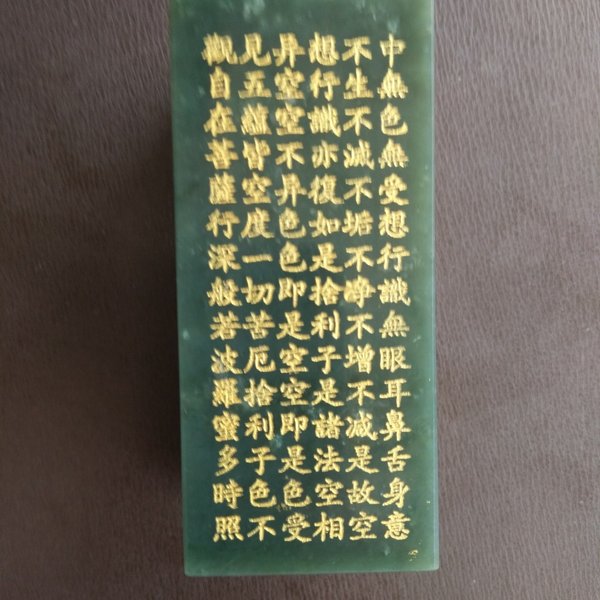 觀自在菩薩行深般若波羅蜜多時照
見五蘊皆空度一切苦厄捨利子色不
异空空不异色色即是空空即是色受
想行識亦復如是捨利子是諸法空相
不生不滅不垢不淨不增不減是故空
中無色無受想行識無眼耳鼻舌身意